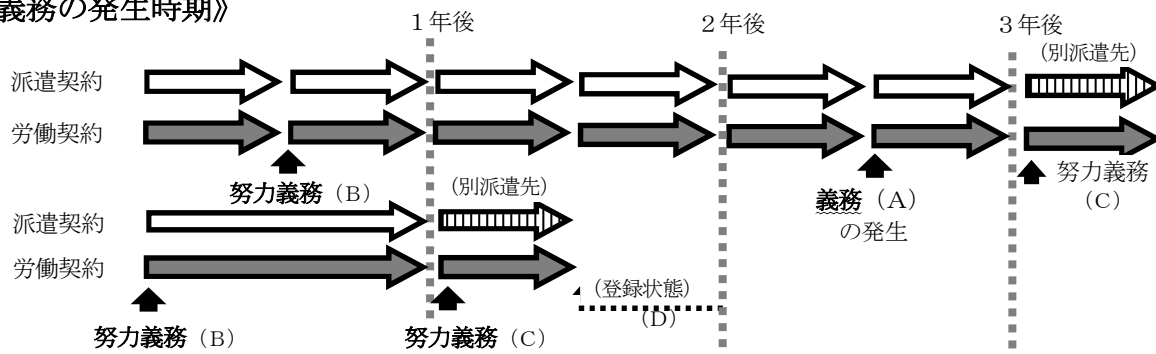 義務の発生時期》
1年後
2年後
3年後
(別派遣先)
派遣契約
労働契約
努力義務(B)
(別派遣先)
義務(A)
の発生
努力義務
(C)
派遣契約
労働契約
(登録状態)
(D)
努力義務(B)
努力義務(C)